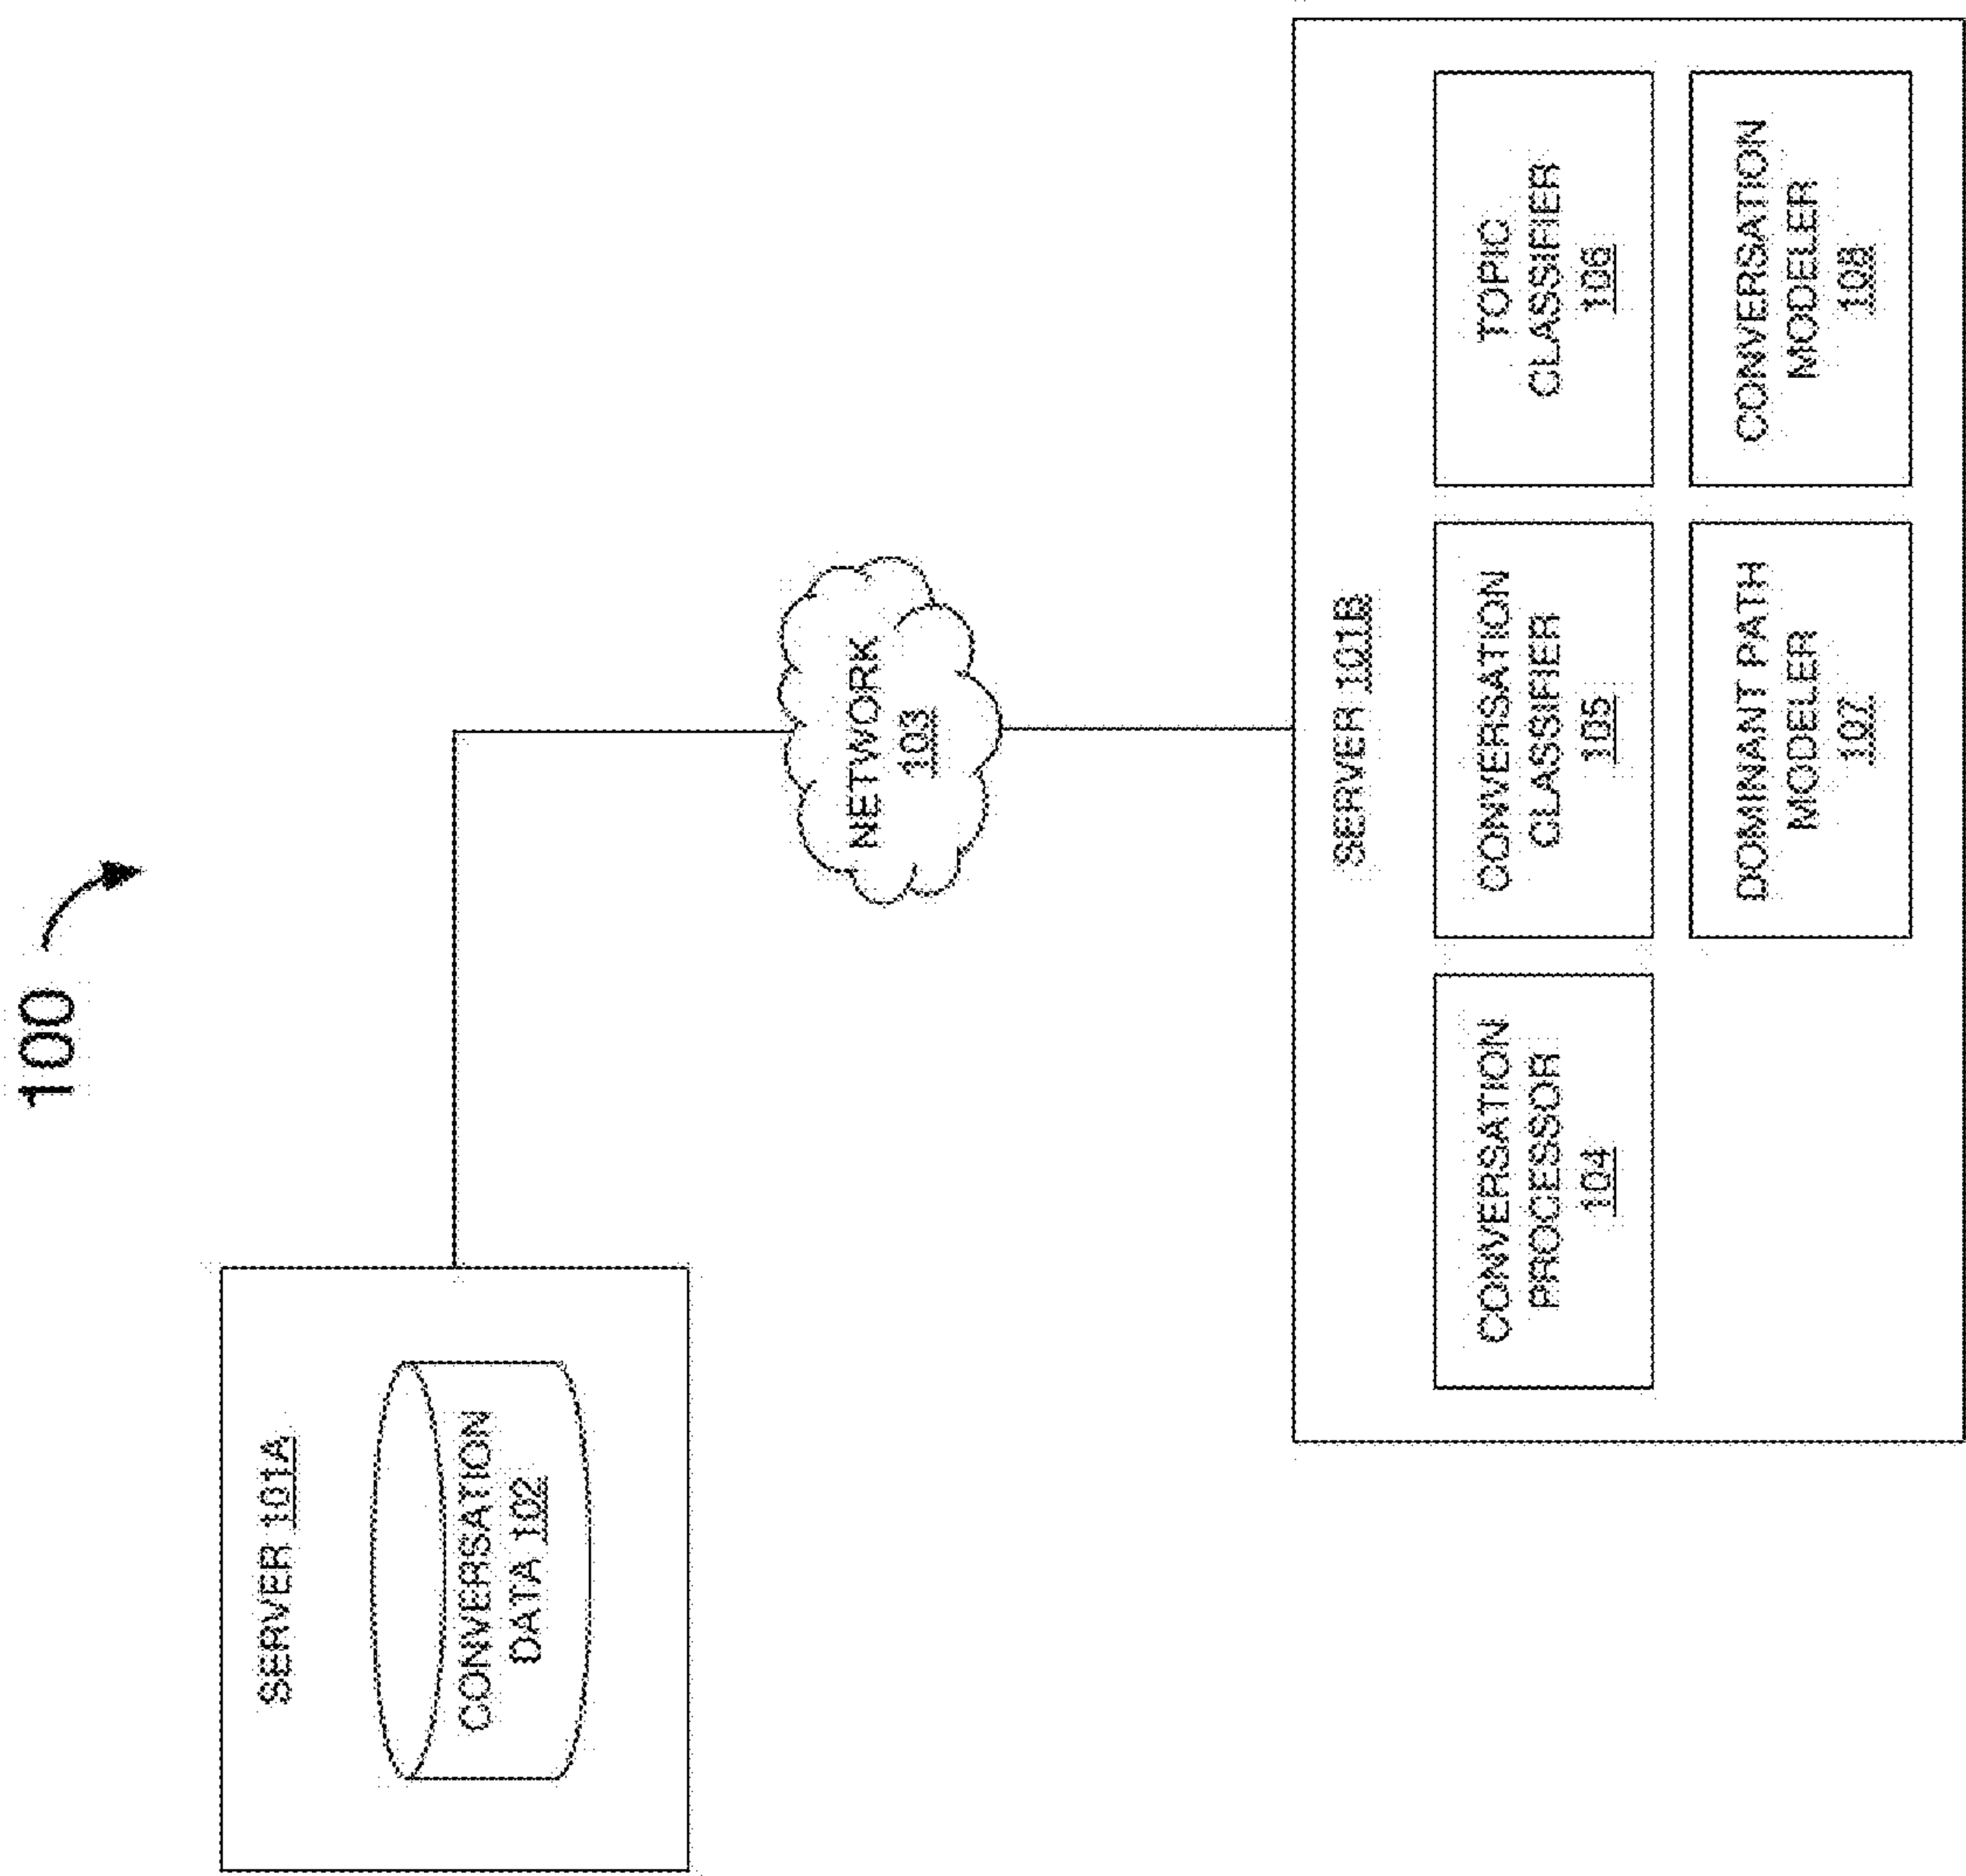 100
SERVER 101A
CONVERSATION
DATA 102
NETWORK
103
SERVER 101B
CONVERSATION
PROCESSOR
104
CONVERSATION
CLASSIFIER
105
TOPIC
CLASSIFIER
106
DOMINANT PATH
MODELER
107
CONVERSATION
MODELER
108